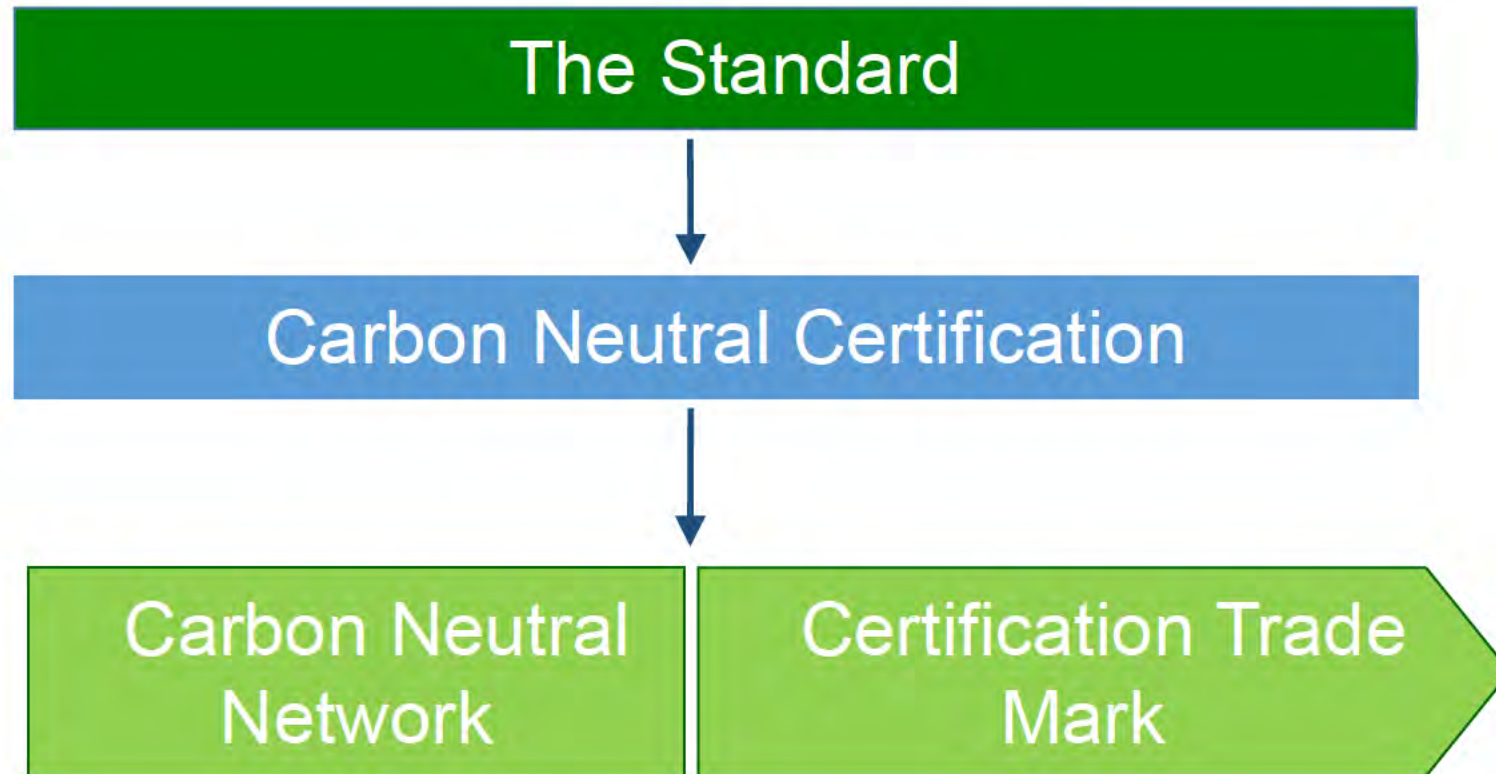 The Standard
Carbon Neutral Certification
Carbon Neutral
Network
Certification Trade
Mark